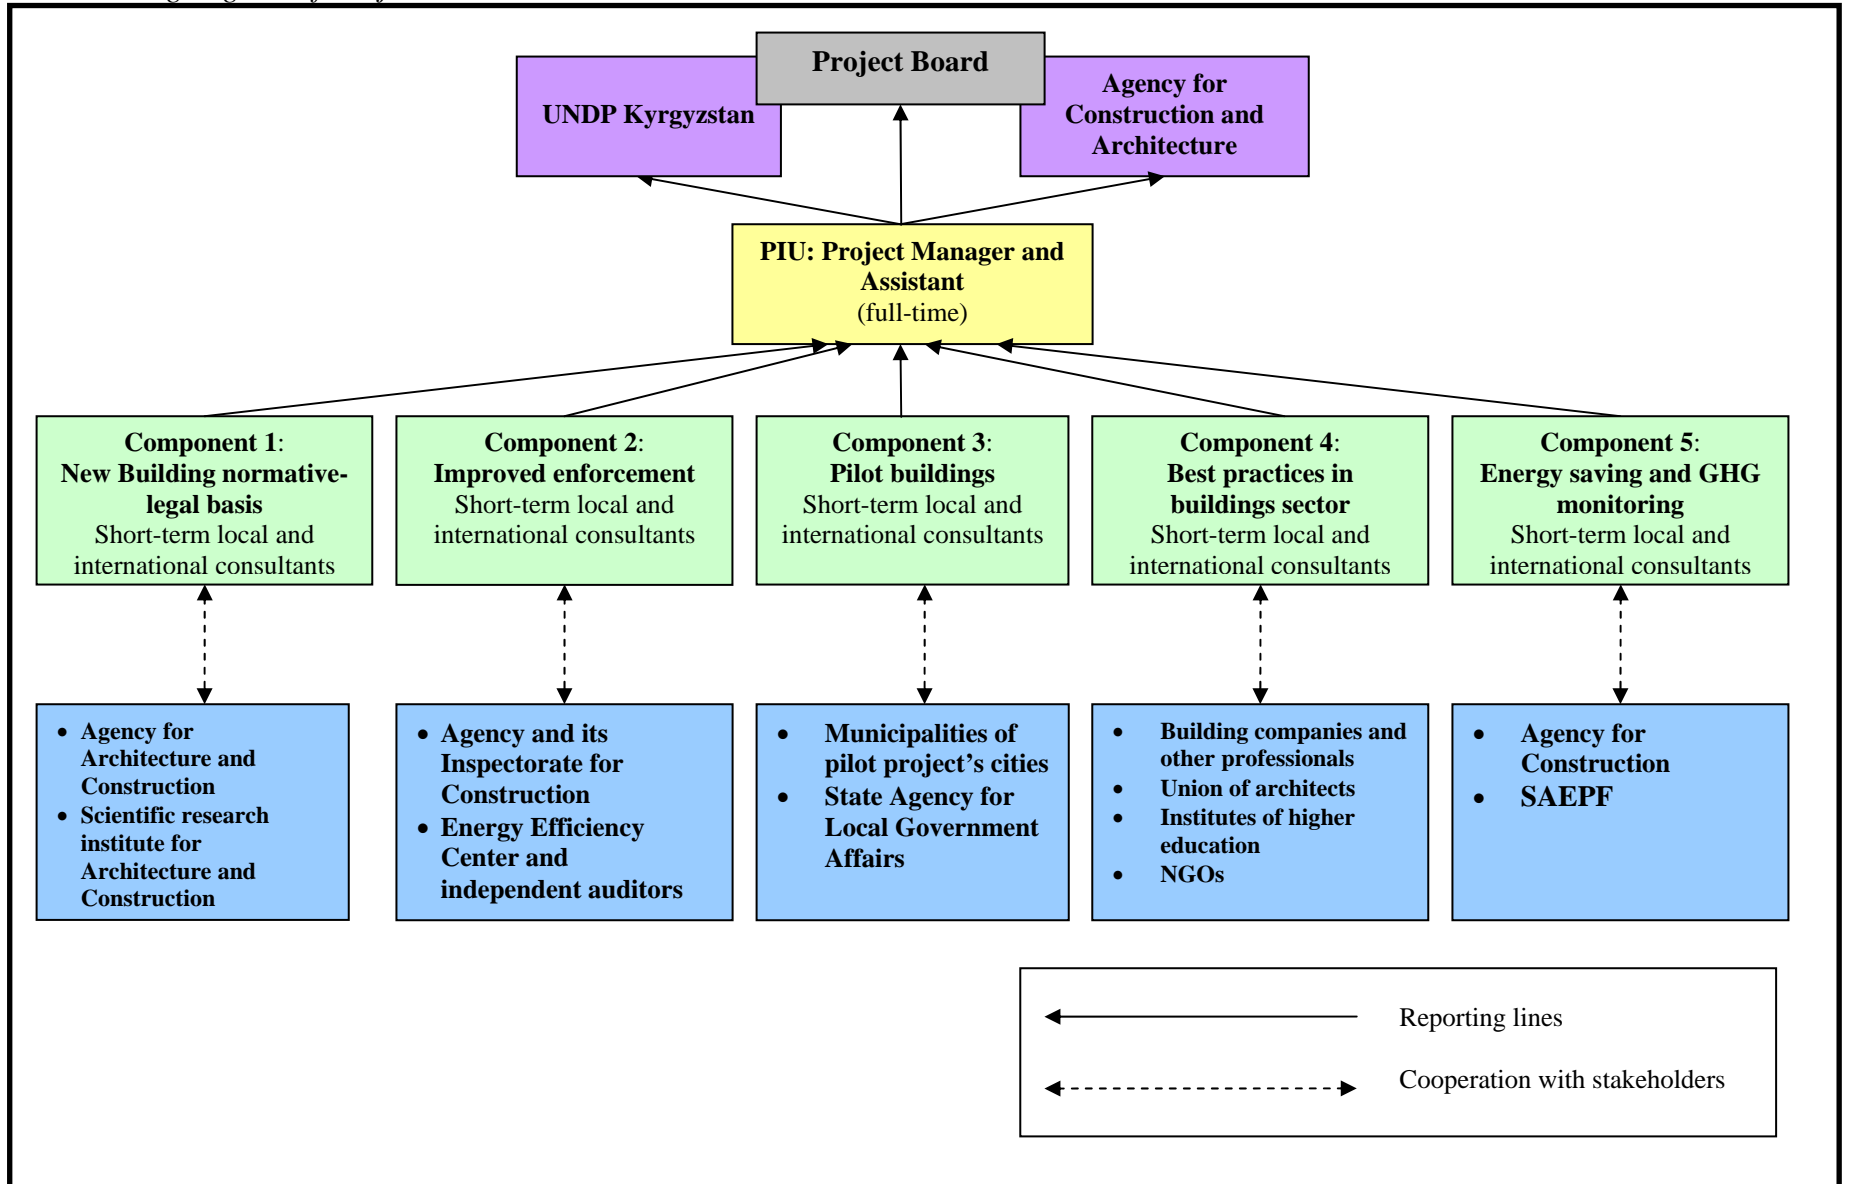 Project Board
UNDP Kyrgyzstan
Agency for
Construction and
Architecture
PIU: Project Manager and
Assistant
(full-time)
Component 1:
New Building normative-
legal basis
Short-term local and
international consultants
Component 2:
Improved enforcement
Short-term local and
international consultants
Component 3:
Pilot buildings
Short-term local and
international consultants
Component 4:
Best practices in
buildings sector
Short-term local and
international consultants
Component 5:
Energy saving and GHG
monitoring
Short-term local and
international consultants
• Agency for
Architecture and
Construction
• Scientific research
institute for
Architecture and
Construction
• Agency and its
Inspectorate for
Construction
• Energy Efficiency
Center and
independent auditors
• Municipalities of
pilot project’s cities
• State Agency for
Local Government
Affairs
• Building companies and
other professionals
• Union of architects
• Institutes of higher
education
• NGOs
• Agency for
Construction
• SAEPF
Reporting lines
Cooperation with stakeholders